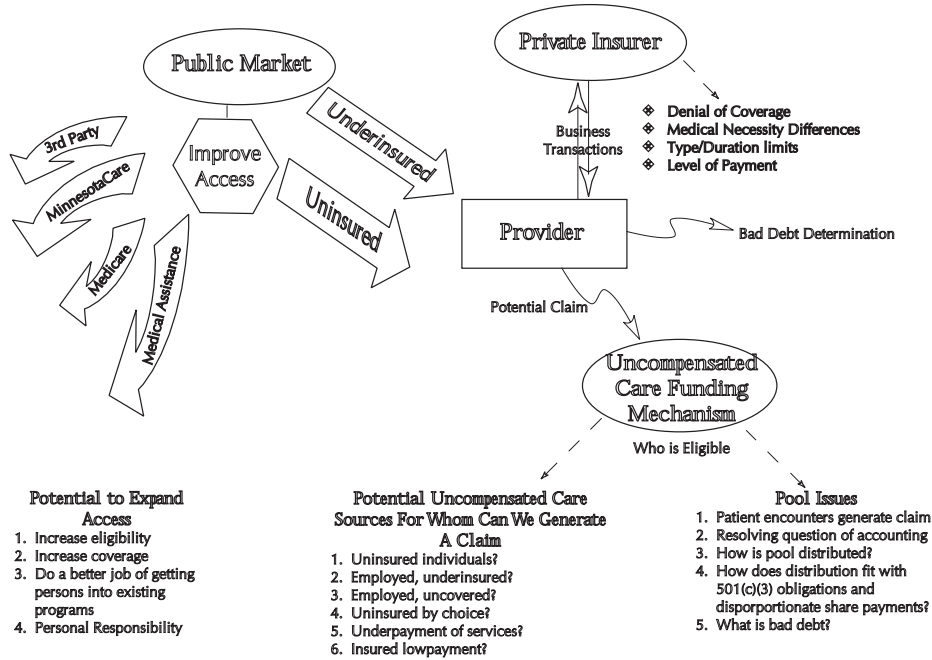 Public Market
Private Insurer
Improve
Access
3rd Party
MinnesotaCare
Medicare
Medical Assistance
Underinsured
Uninsured
Business
Transactions
❖ Denial of Coverage
❖ Medical Necessity Differences
❖ Type/Duration limits
❖ Level of Payment
Provider
Bad Debt Determination
Potential Claim
Uncompensated
Care Funding
Mechanism
Who is Eligible
Potential to Expand
Access
1. Increase eligibility
2. Increase coverage
3. Do a better job of getting
persons into existing
programs
4. Personal Responsibility
Potential Uncompensated Care
Sources For Whom Can We Generate
A Claim
1. Uninsured individuals?
2. Employed, underinsured?
3. Employed, uncovered?
4. Uninsured by choice?
5. Underpayment of services?
6. Insured lowpayment?
Pool Issues
1. Patient encounters generate claim
2. Resolving question of accounting
3. How is pool distributed?
4. How does distribution fit with
501(c)(3) obligations and
disportionate share payments?
5. What is bad debt?